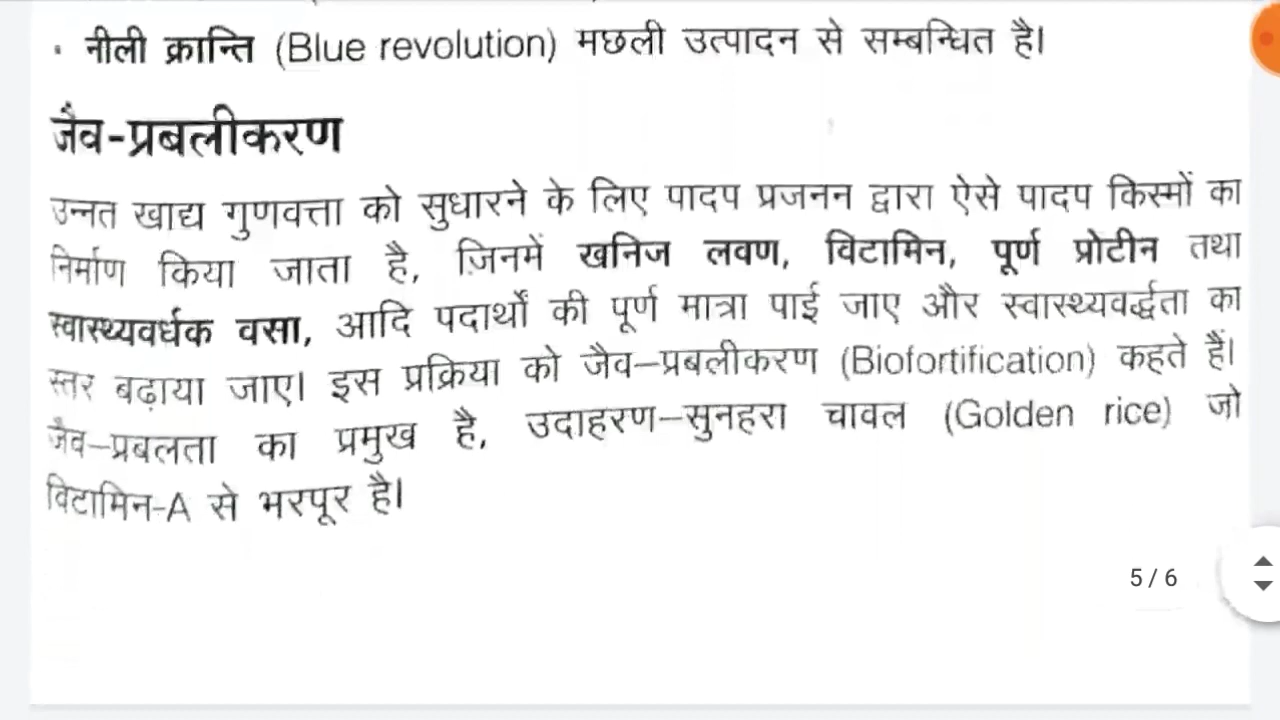 · नीली क्रान्ति (Blue revolution) मछली उत्पादन से सम्बन्धित है।
जैव-प्रबलीकरण
उन्नत खाद्य गुणवत्ता को सुधारने के लिए पादप प्रजनन द्वारा ऐसे पादप किस्मों का
निर्माण किया जाता है, जिनमें खनिज लवण, विटामिन, पूर्ण प्रोटीन तथा
स्वास्थ्यवर्धक वसा, आदि पदार्थों की पूर्ण मात्रा पाई जाए और स्वास्थ्यवर्द्धता का
स्तर बढ़ाया जाए। इस प्रक्रिया को जैव–प्रबलीकरण (Biofortification) कहते हैं।
जैव–प्रबलता का प्रमुख है, उदाहरण–सुनहरा चावल (Golden rice) जो
विटामिन-A से भरपूर है।
5 / 6